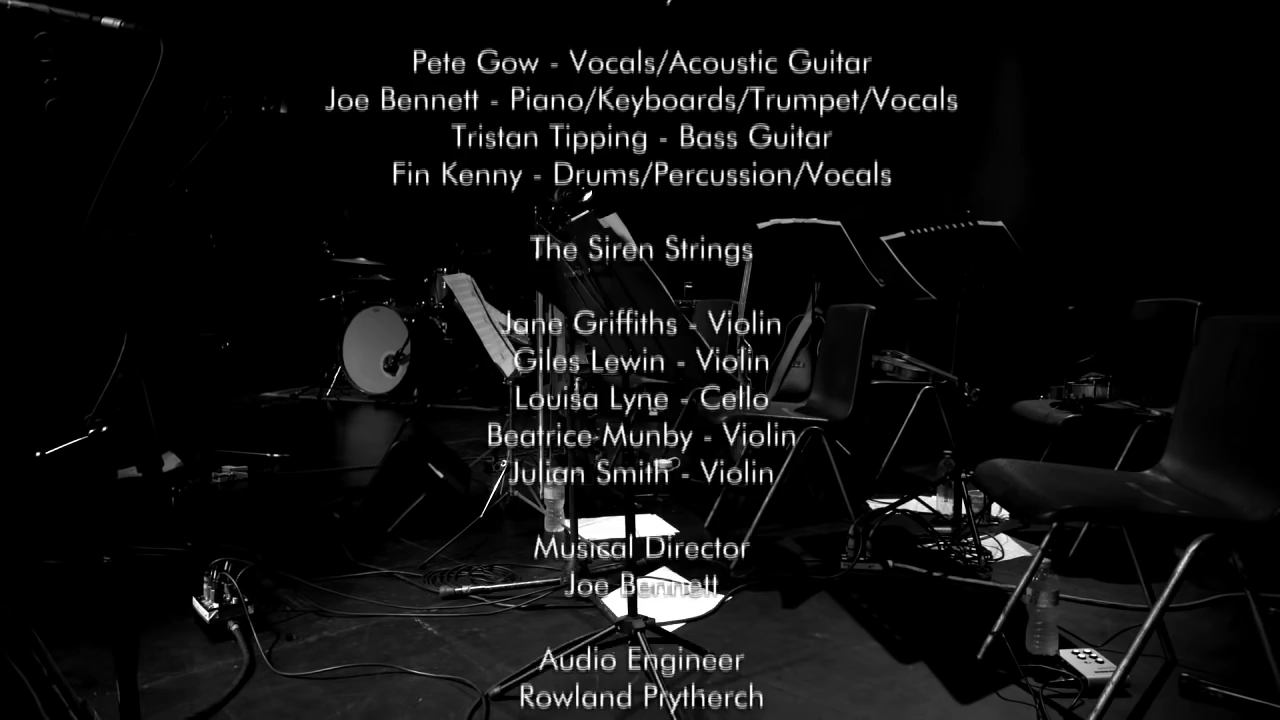 Pete Gow - Vocals/Acoustic Guitar
Joe Bennett - Piano/Keyboards/Trumpet/Vocals
Tristan Tipping - Bass Guitar
Fin Kenny - Drums/Percussion/Vocals
The Siren Strings
Jane Griffiths - Violin
Giles Lewin - Violin
Louisa Lyne - Cello
Beatrice Munby - Violin
Julian Smith - Violin
Musical Director
Joe Bennett
Audio Engineer
Rowland Prytherch